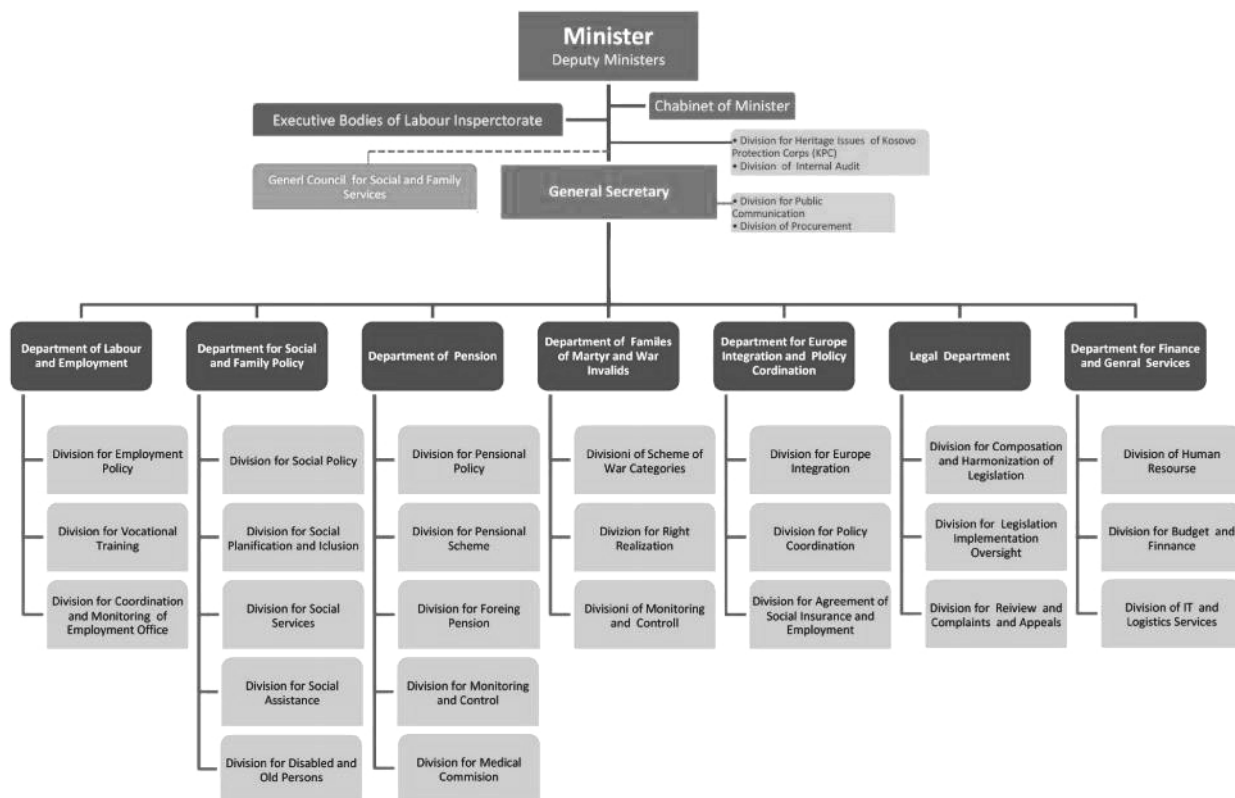 Minister
Deputy Ministers
Chabinet of Minister
Executive Bodies of Labour Insperctorate
• Division for Heritage Issues of Kosovo
Protection Corps (KPC)
• Division of Internal Audit
Generl Council for Social and Family
Services
General Secretary
• Division for Public
Communication
• Division of Procurement
Department of Labour
and Employment
Department for Social
and Family Policy
Department of Pension
Department of Familes
of Martyr and War
Invalids
Department for Europe
Integration and Plolicy
Cordination
Legal Department
Department for Finance
and Genral Services
Division for Employment
Policy
Division for Vocational
Training
Division for Coordination
and Monitoring of
Employment Office
Division for Social Policy
Division for Social
Planification and Iclusion
Division for Social
Services
Division for Social
Assistance
Division for Disabled and
Old Persons
Division for Pensional
Policy
Division for Pensional
Scheme
Division for Foreing
Pension
Division for Monitoring
and Control
Division for Medical
Commision
Divisioni of Scheme of
War Categories
Divizion for Right
Realization
Divisioni of Monitoring
and Controll
Division for Europe
Integration
Division for Policy
Coordination
Division for Agreement of
Social Insurance and
Employment
Division for Composation
and Harmonization of
Legislation
Division for Legislation
Implementation
Oversight
Division for Reiview and
Complaints and Appeals
Division of Human
Resourse
Division for Budget and
Finnance
Division of IT and
Logistics Services